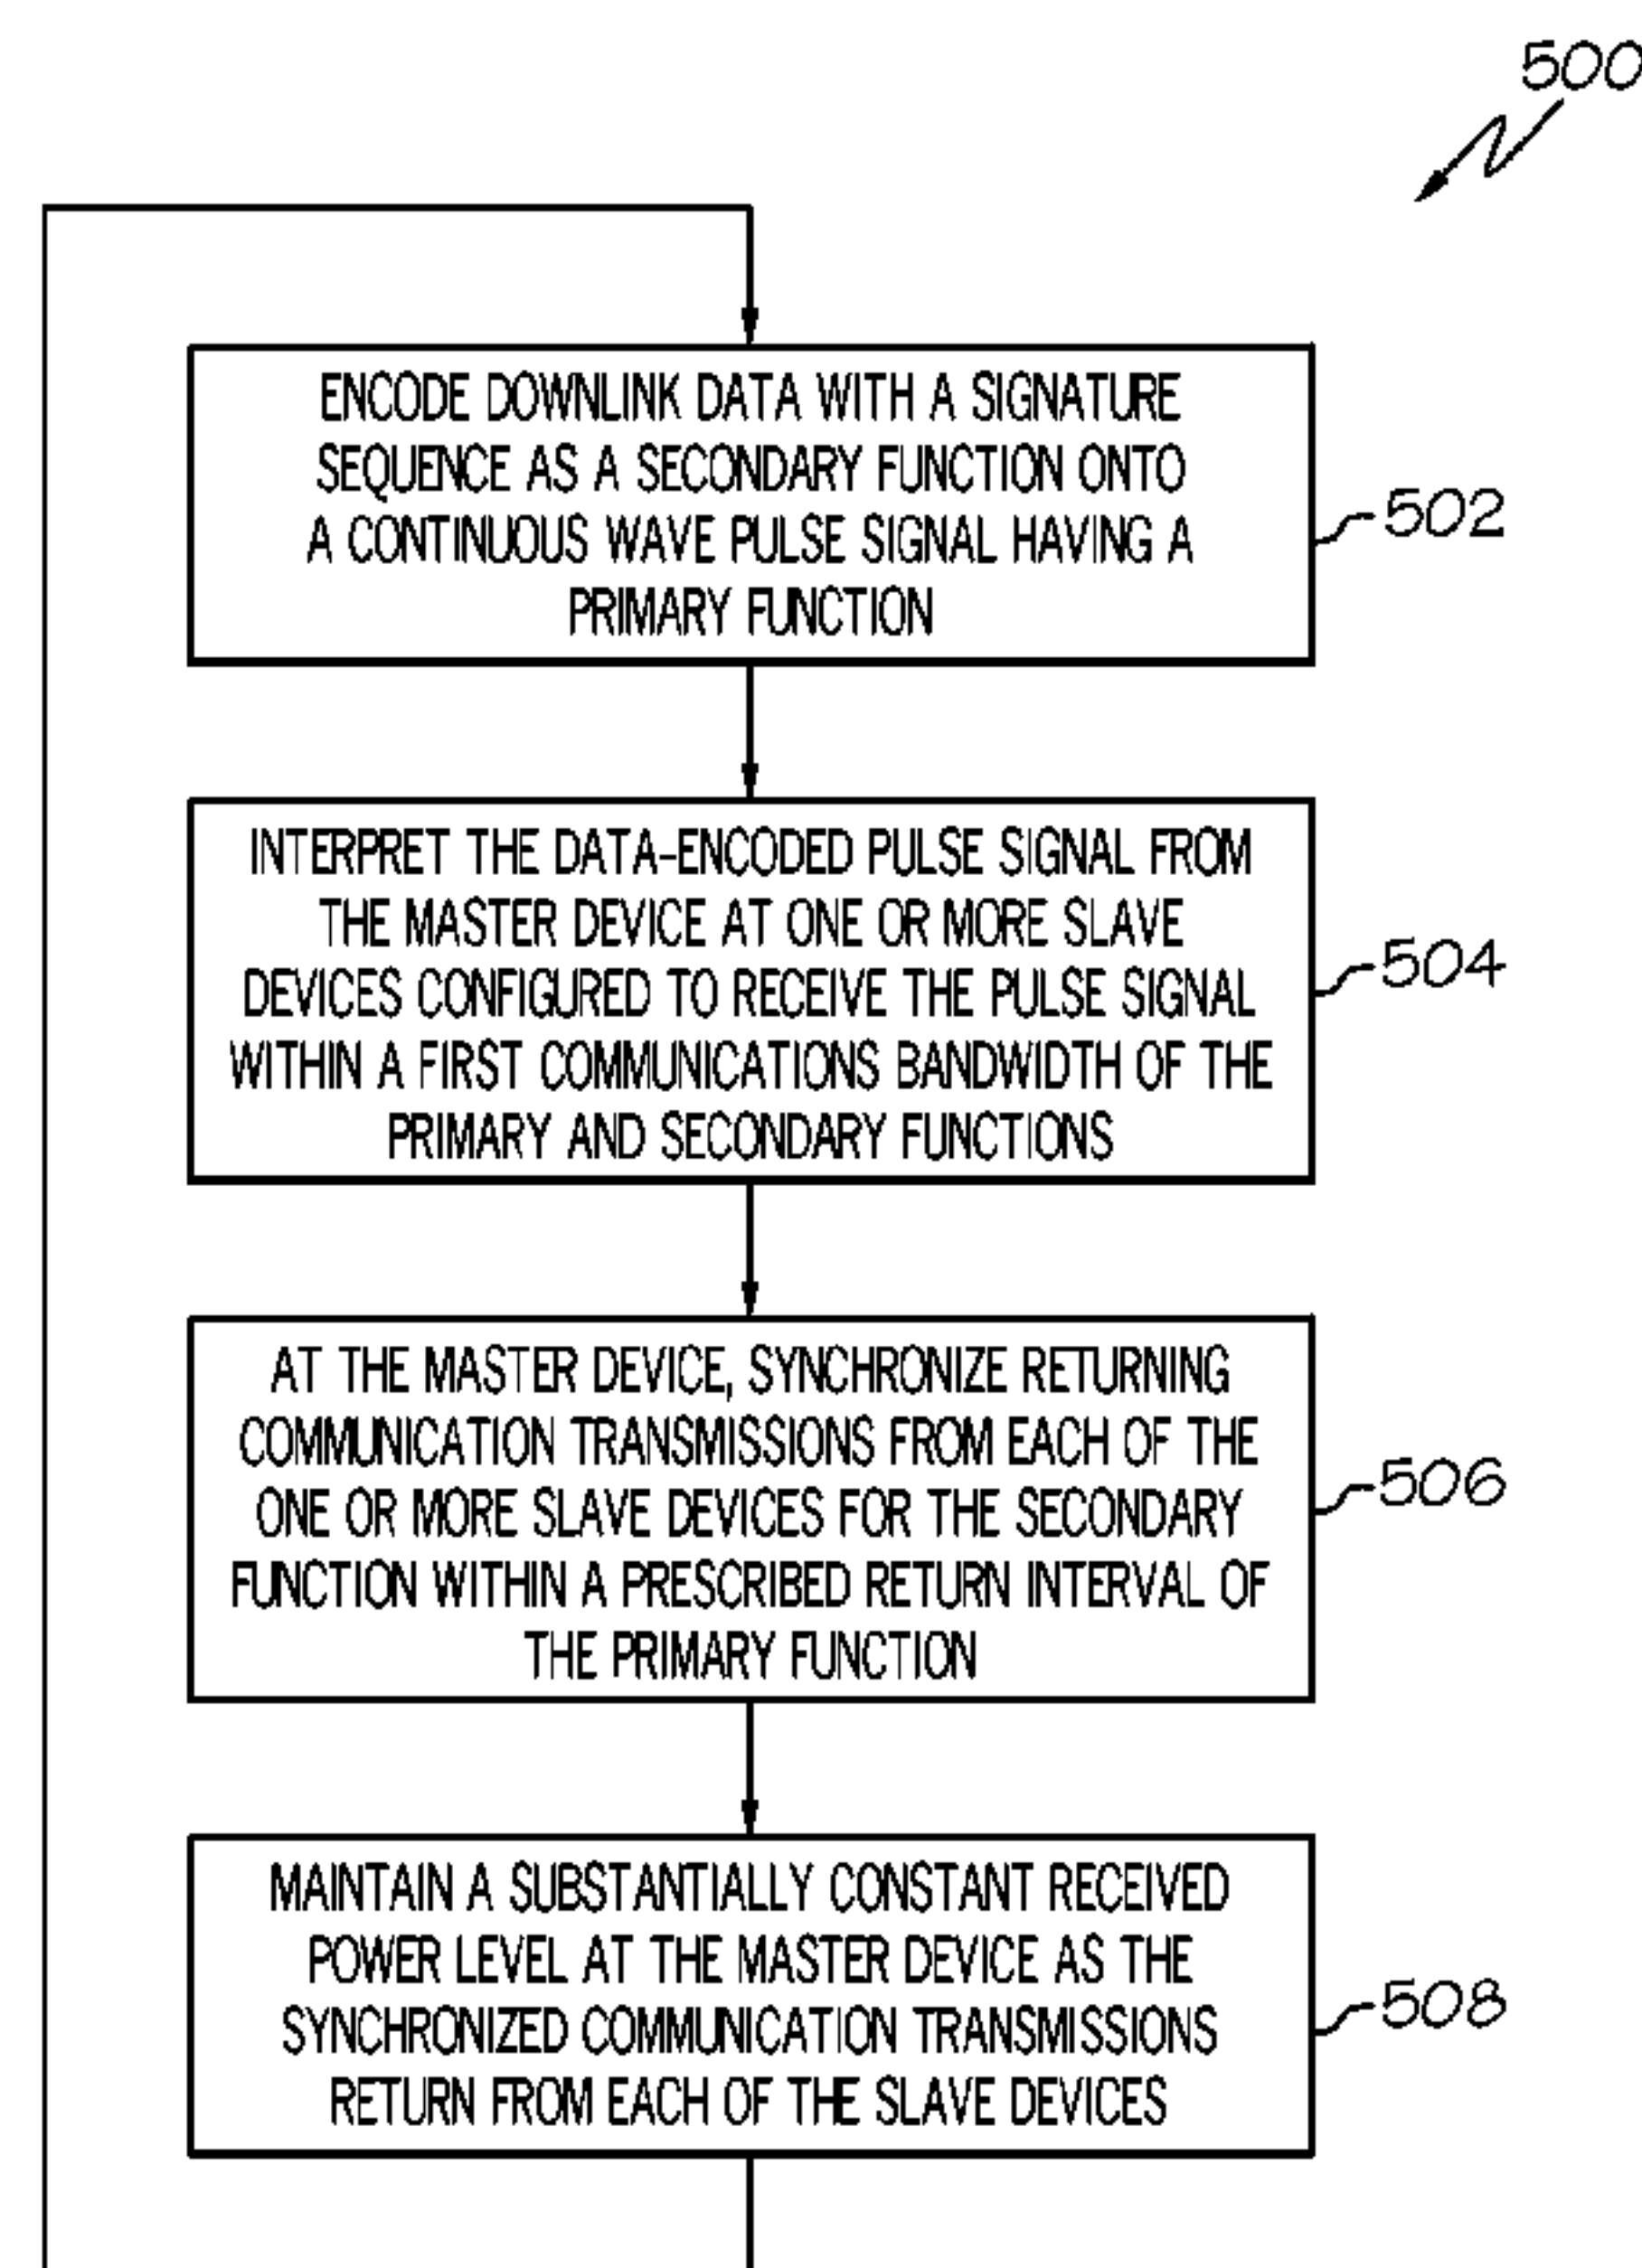 500
ENCODE DOWNLINK DATA WITH A SIGNATURE
SEQUENCE AS A SECONDARY FUNCTION ONTO
A CONTINUOUS WAVE PULSE SIGNAL HAVING A
PRIMARY FUNCTION
502
INTERPRET THE DATA-ENCODED PULSE SIGNAL FROM
THE MASTER DEVICE AT ONE OR MORE SLAVE
DEVICES CONFIGURED TO RECEIVE THE PULSE SIGNAL
WITHIN A FIRST COMMUNICATIONS BANDWIDTH OF THE
PRIMARY AND SECONDARY FUNCTIONS
504
AT THE MASTER DEVICE, SYNCHRONIZE RETURNING
COMMUNICATION TRANSMISSIONS FROM EACH OF THE
ONE OR MORE SLAVE DEVICES FOR THE SECONDARY
FUNCTION WITHIN A PRESCRIBED RETURN INTERVAL OF
THE PRIMARY FUNCTION
506
MAINTAIN A SUBSTANTIALLY CONSTANT RECEIVED
POWER LEVEL AT THE MASTER DEVICE AS THE
SYNCHRONIZED COMMUNICATION TRANSMISSIONS
RETURN FROM EACH OF THE SLAVE DEVICES
508